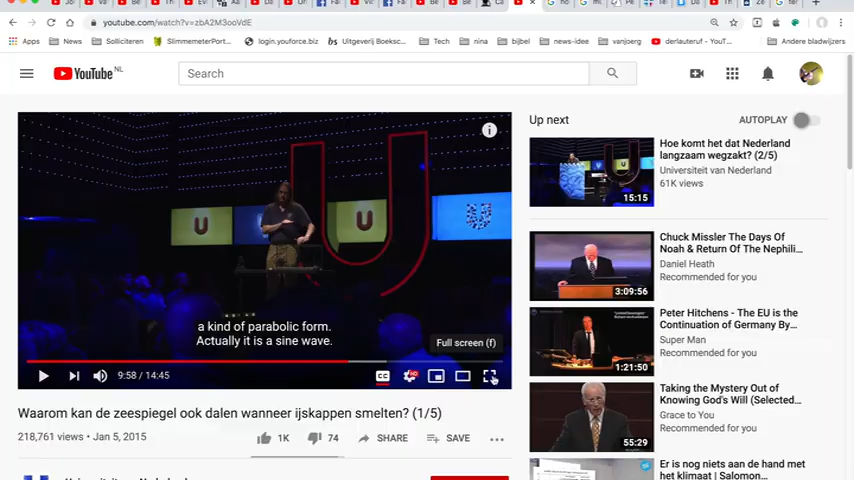 youtube.com/watch?v=zbA2M3ooVdE
Apps
News
Solliciteren
SlimmemeterPortal...
login.youforce.biz
Uitgeverij Boeksc...
Tech
nina
bijbel
news-idee
vanjoerg
derlauteruf - YouT...
Andere bladwijzers
YouTube NL
Search
U
a kind of parabolic form.
Actually it is a sine wave.
Full screen (f)
9:58 / 14:45
CC
HD
Waarom kan de zeespiegel ook dalen wanneer ijskappen smelten? (1/5)
218,761 views • Jan 5, 2015
1K
74
SHARE
SAVE
Up next
AUTOPLAY
Hoe komt het dat Nederland
langzaam wegzakt? (2/5)
Universiteit van Nederland
61K views
15:15
Chuck Missler The Days Of
Noah & Return Of The Nephili...
Daniel Heath
Recommended for you
3:09:56
Peter Hitchens - The EU is the
Continuation of Germany By...
Super Man
Recommended for you
1:21:50
Taking the Mystery Out of
Knowing God's Will (Selected...
Grace to You
Recommended for you
55:29
Er is nog niets aan de hand met
het klimaat | Salomon...